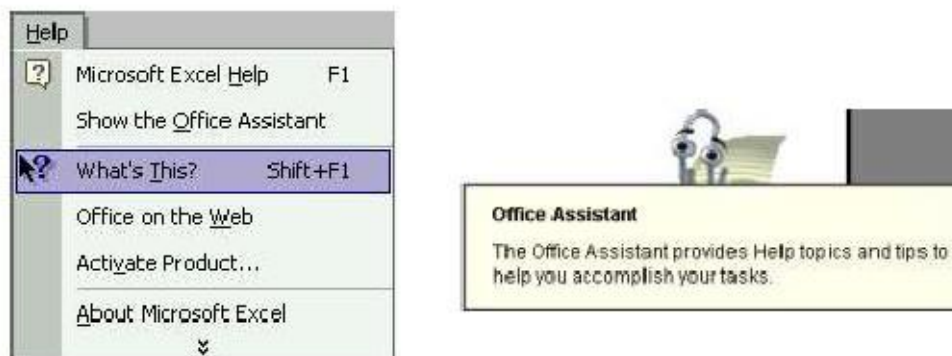 Help
Microsoft Excel Help F1
Show the Office Assistant
What's This? Shift+F1
Office on the Web
Activate Product...
About Microsoft Excel
Office Assistant
The Office Assistant provides Help topics and tips to
help you accomplish your tasks.